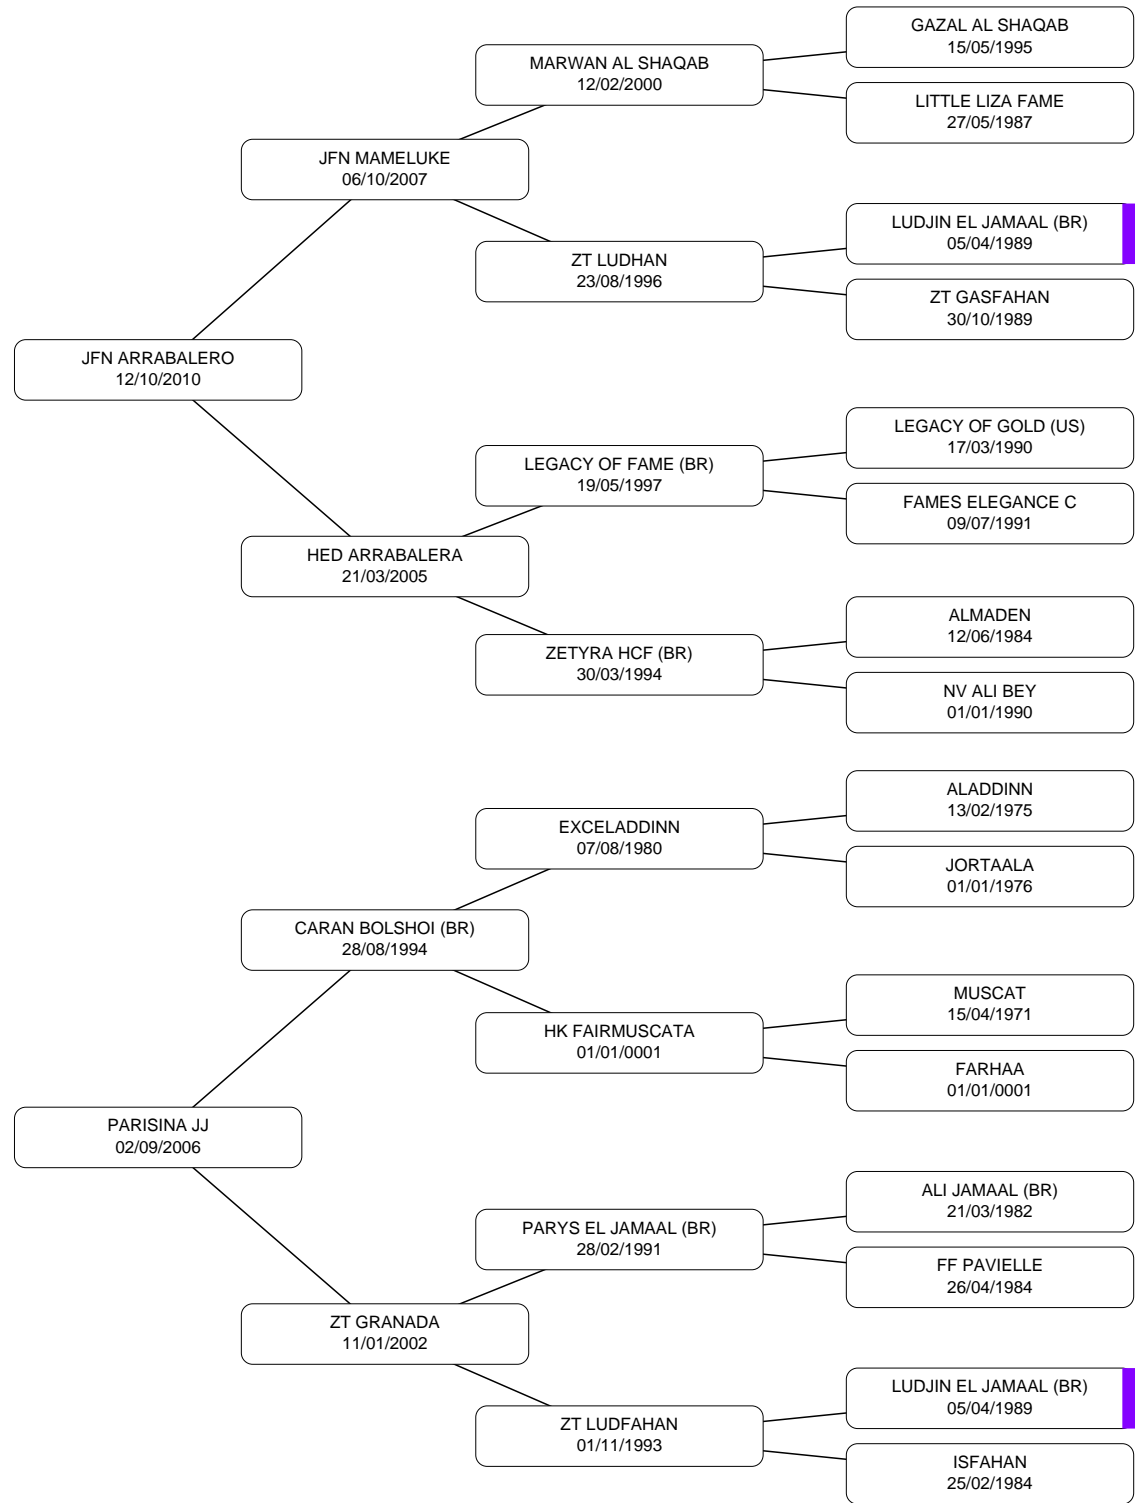 GAZAL AL SHAQAB
15/05/1995
MARWAN AL SHAQAB
12/02/2000
LITTLE LIZA FAME
27/05/1987
JFN MAMELUKE
06/10/2007
LUDJIN EL JAMAAL (BR)
05/04/1989
ZT LUDHAN
23/08/1996
ZT GASFAHAN
30/10/1989
JFN ARRABALERO
12/10/2010
LEGACY OF GOLD (US)
17/03/1990
LEGACY OF FAME (BR)
19/05/1997
FAMES ELEGANCE C
09/07/1991
HED ARRABALERA
21/03/2005
ALMADEN
12/06/1984
ZETYRA HCF (BR)
30/03/1994
NV ALI BEY
01/01/1990
ALADDINN
13/02/1975
EXCELADDINN
07/08/1980
JORTAALA
01/01/1976
CARAN BOLSHOI (BR)
28/08/1994
MUSCAT
15/04/1971
HK FAIRMUSCATA
01/01/0001
FARHAA
01/01/0001
PARISINA JJ
02/09/2006
ALI JAMAAL (BR)
21/03/1982
PARYS EL JAMAAL (BR)
28/02/1991
FF PAVIELLE
26/04/1984
ZT GRANADA
11/01/2002
LUDJIN EL JAMAAL (BR)
05/04/1989
ZT LUDFAHAN
01/11/1993
ISFAHAN
25/02/1984